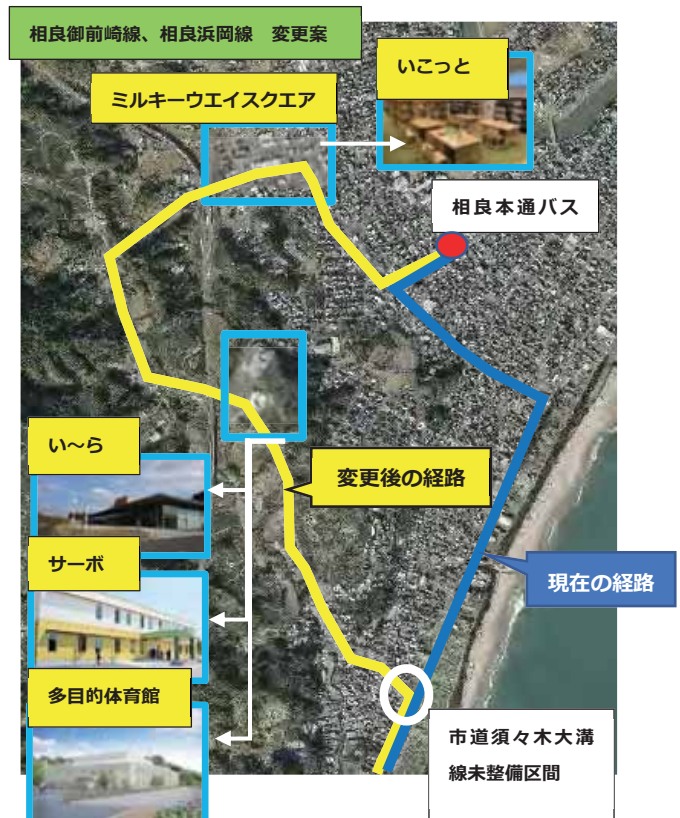 相良御前崎線、相良浜岡線　変更案
いこっと
ミルキーウエイスクエア
相良本通バス
い～ら
変更後の経路
サーボ
現在の経路
多目的体育館
市道須々木大溝
線未整備区間